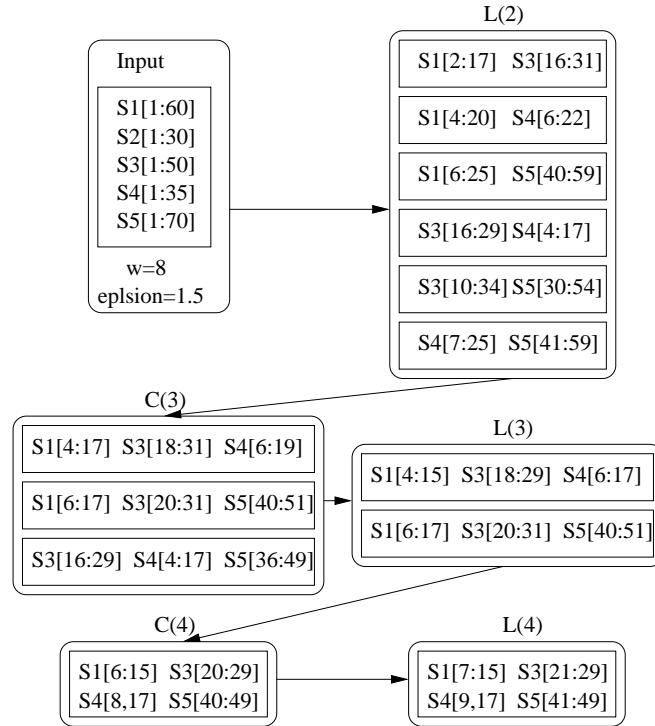 Input
S1[1:60]
S2[1:30]
S3[1:50]
S4[1:35]
S5[1:70]
w=8
eplsion=1.5
L(2)
S1[2:17] S3[16:31]
S1[4:20] S4[6:22]
S1[6:25] S5[40:59]
S3[16:29] S4[4:17]
S3[10:34] S5[30:54]
S4[7:25] S5[41:59]
C(3)
S1[4:17] S3[18:31] S4[6:19]
S1[6:17] S3[20:31] S5[40:51]
S3[16:29] S4[4:17] S5[36:49]
L(3)
S1[4:15] S3[18:29] S4[6:17]
S1[6:17] S3[20:31] S5[40:51]
C(4)
S1[6:15] S3[20:29]
S4[8,17] S5[40:49]
L(4)
S1[7:15] S3[21:29]
S4[9,17] S5[41:49]